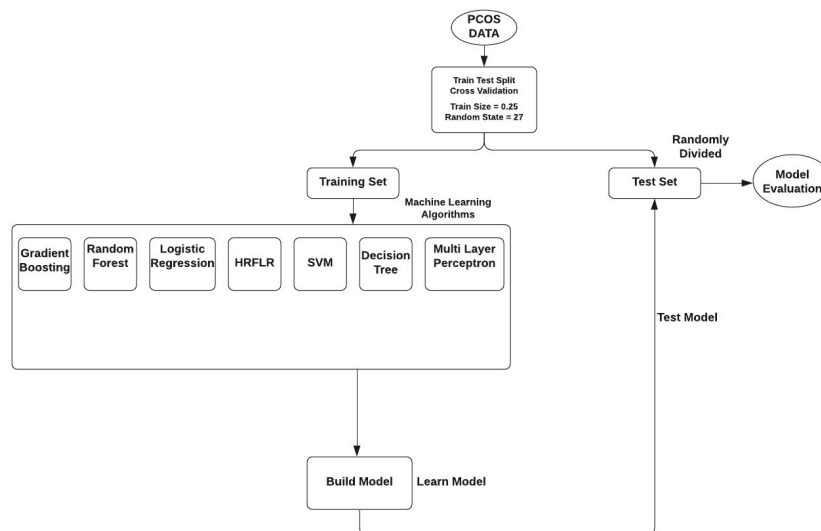 PCOS
DATA
Train Test Split
Cross Validation
Train Size = 0.25
Random State = 27
Randomly
Divided
Training Set
Test Set
Model
Evaluation
Machine Learning
Algorithms
Gradient
Boosting
Random
Forest
Logistic
Regression
HRFLR
SVM
Decision
Tree
Multi Layer
Perceptron
Test Model
Build Model
Learn Model